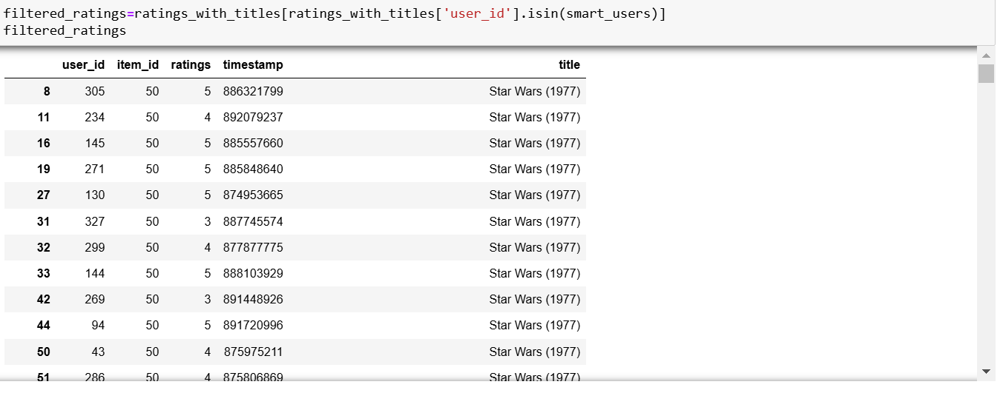 filtered_ratings=ratings_with_titles[ratings_with_titles['user_id'].isin(smart_users)]
filtered_ratings
user_id item_id ratings timestamp title
8 305 50 5 886321799 Star Wars (1977)
11 234 50 4 892079237 Star Wars (1977)
16 145 50 5 885557660 Star Wars (1977)
19 271 50 5 885848640 Star Wars (1977)
27 130 50 5 874953665 Star Wars (1977)
31 327 50 3 887745574 Star Wars (1977)
32 299 50 4 877877775 Star Wars (1977)
33 144 50 5 888103929 Star Wars (1977)
42 269 50 3 891448926 Star Wars (1977)
44 94 50 5 891720996 Star Wars (1977)
50 43 50 4 875975211 Star Wars (1977)
51 286 50 4 875806869 Star Wars (1977)